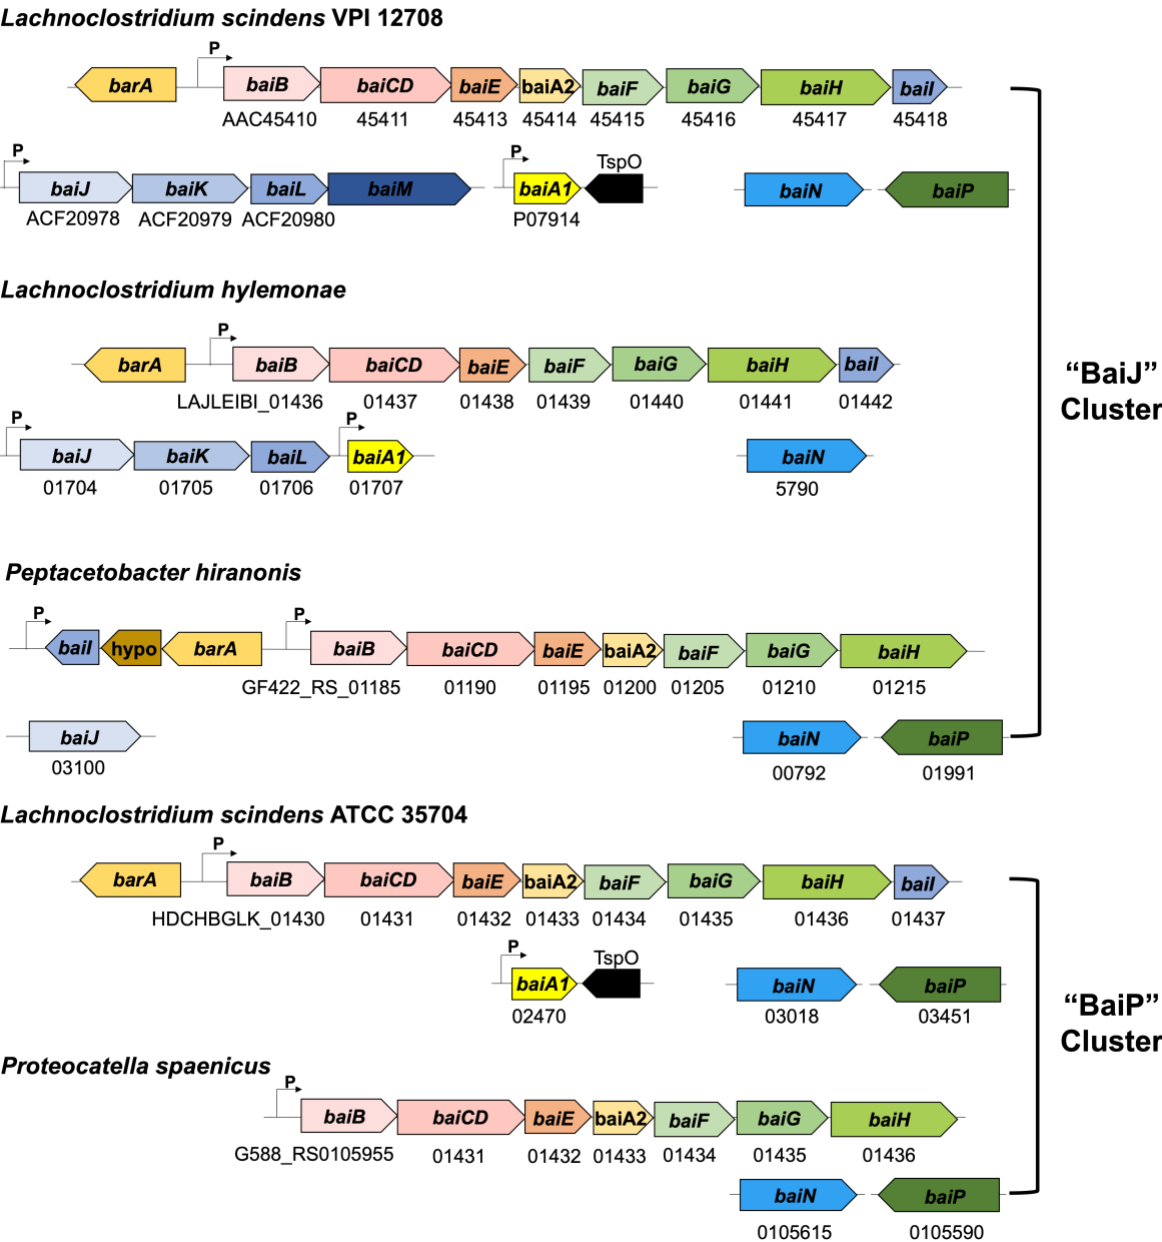 Lachnoclostridium scindens VPI 12708
P
barA baiB baiCD baiE baiA2 baiF baiG baiH baiI
AAC45410 45411 45413 45414 45415 45416 45417 45418
P P TspO
baiJ baiK baiL baiM baiA1 baiN baiP
ACF20978 ACF20979 ACF20980 P07914
Lachnoclostridium hylemonae
P
barA baiB baiCD baiE baiF baiG baiH baiI
LAJLEIBI_01436 01437 01438 01439 01440 01441 01442
P P
baiJ baiK baiL baiA1 baiN
01704 01705 01706 01707 5790
"BaiJ"
Cluster
Peptacetobacter hiranonis
P P
baiI hypo barA baiB baiCD baiE baiA2 baiF baiG baiH
GF422_RS_01185 01190 01195 01200 01205 01210 01215
baiJ baiN baiP
03100 00792 01991
Lachnoclostridium scindens ATCC 35704
P
barA baiB baiCD baiE baiA2 baiF baiG baiH baiI
HDCHBGLK_01430 01431 01432 01433 01434 01435 01436 01437
P TspO
baiA1 baiN baiP
02470 03018 03451
"BaiP"
Cluster
Proteocatella spaenicus
P
baiB baiCD baiE baiA2 baiF baiG baiH
G588_RS0105955 01431 01432 01433 01434 01435 01436
baiN baiP
0105615 0105590